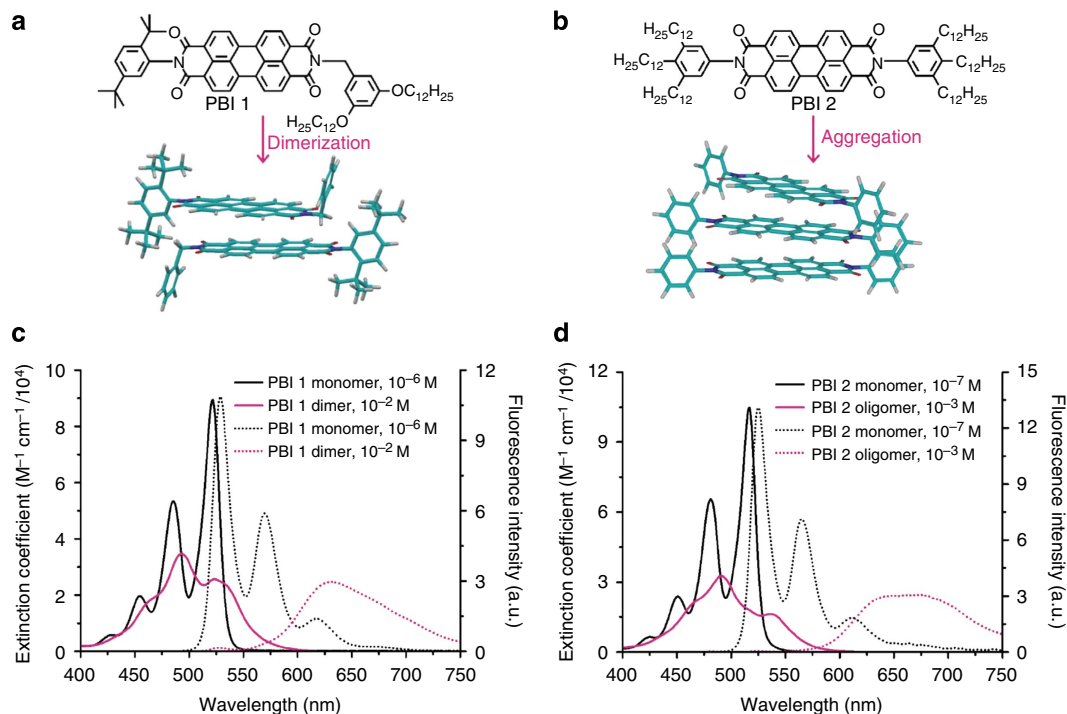 a
O O
N N
O O
OC₁₂H₂₅
PBI 1
H₂₅C₁₂O
Dimerization
b
H₂₅C₁₂ O O C₁₂H₂₅
H₂₅C₁₂ N N C₁₂H₂₅
H₂₅C₁₂ O O C₁₂H₂₅
PBI 2
Aggregation
c
10
8
6
4
2
0
Extinction coefficient (M⁻¹ cm⁻¹ /10⁴)
PBI 1 monomer, 10⁻⁶ M
PBI 1 dimer, 10⁻² M
PBI 1 monomer, 10⁻⁶ M
PBI 1 dimer, 10⁻² M
12
9
6
3
0
Fluorescence intensity (a.u.)
400 450 500 550 600 650 700 750
Wavelength (nm)
d
12
9
6
3
0
Extinction coefficient (M⁻¹ cm⁻¹ /10⁴)
PBI 2 monomer, 10⁻⁷ M
PBI 2 oligomer, 10⁻³ M
PBI 2 monomer, 10⁻⁷ M
PBI 2 oligomer, 10⁻³ M
15
12
9
6
3
0
Fluorescence intensity (a.u.)
400 450 500 550 600 650 700 750
Wavelength (nm)